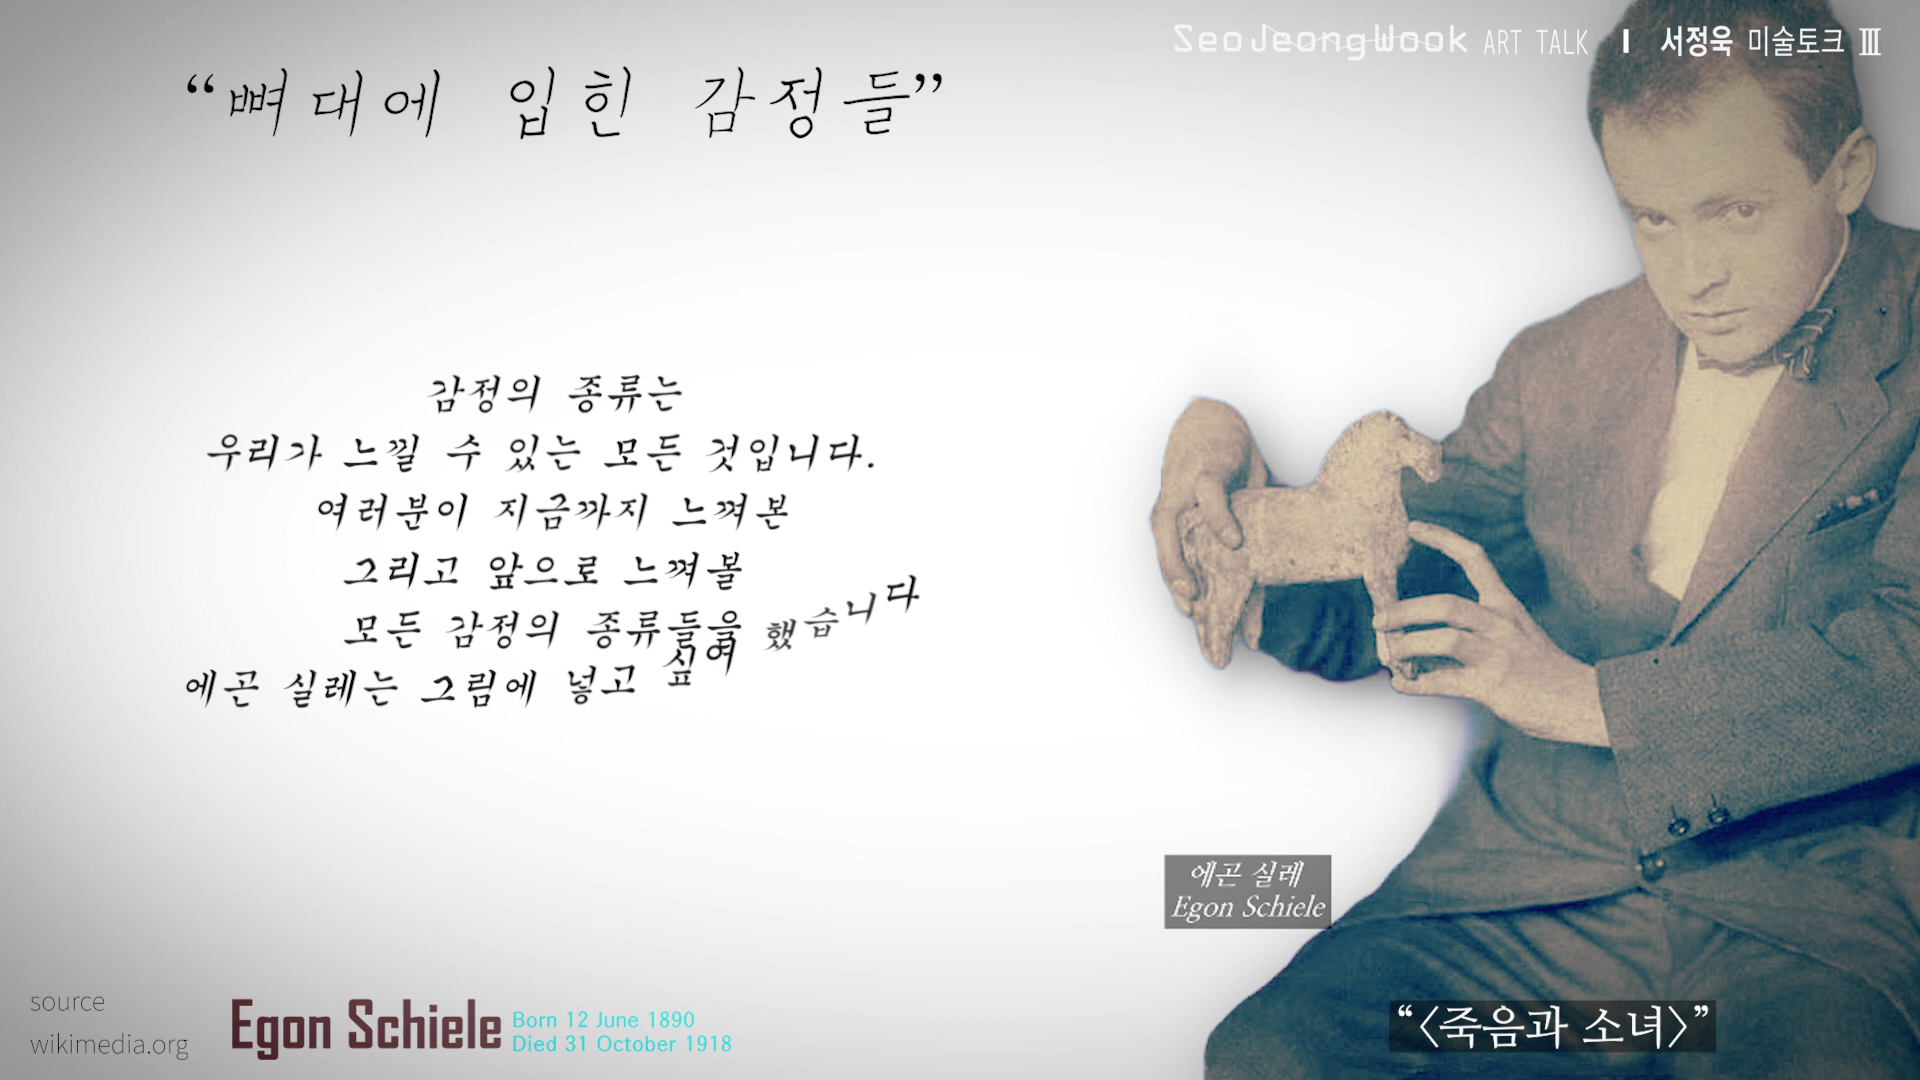 SeoJeongWook ART TALK I 서정욱 미술토크 Ⅲ
“뼈대에 입힌 감정들”
감정의 종류는
우리가 느낄 수 있는 모든 것입니다.
여러분이 지금까지 느껴본
그리고 앞으로 느껴볼
모든 감정의 종류들을
에곤 실레는 그림에 넣고 싶어 했습니다
에곤 실레
Egon Schiele
source
wikimedia.org
Egon Schiele
Born 12 June 1890
Died 31 October 1918
“〈죽음과 소녀〉”